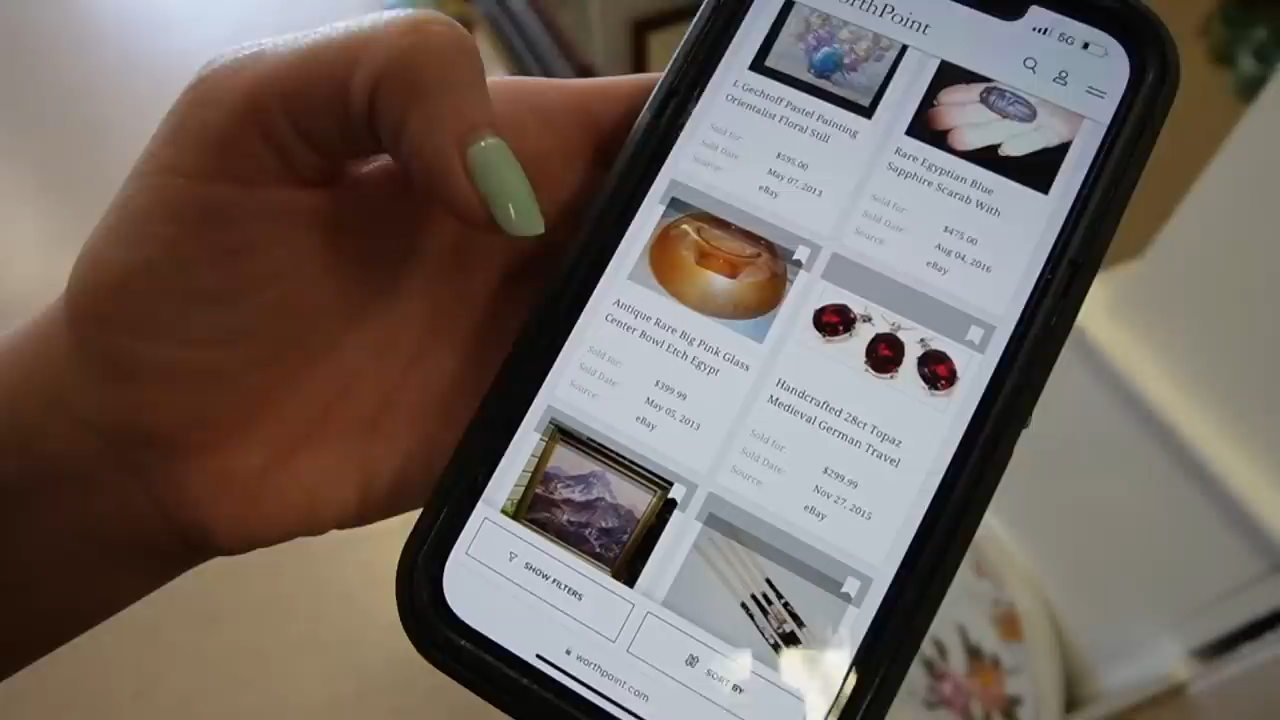 orthPoint
5G
L Gechtoff Pastel Painting
Orientalist Floral Still
Sold for: $595.00
Sold Date: May 07, 2013
Source: eBay
Rare Egyptian Blue
Sapphire Scarab With
Sold for: $475.00
Sold Date: Aug 04, 2016
Source: eBay
Antique Rare Big Pink Glass
Center Bowl Etch Egypt
Sold for: $399.99
Sold Date: May 05, 2013
Source: eBay
Handcrafted 28ct Topaz
Medieval German Travel
Sold for: $299.99
Sold Date: Nov 27, 2015
Source: eBay
SHOW FILTERS
SORT BY
worthpoint.com